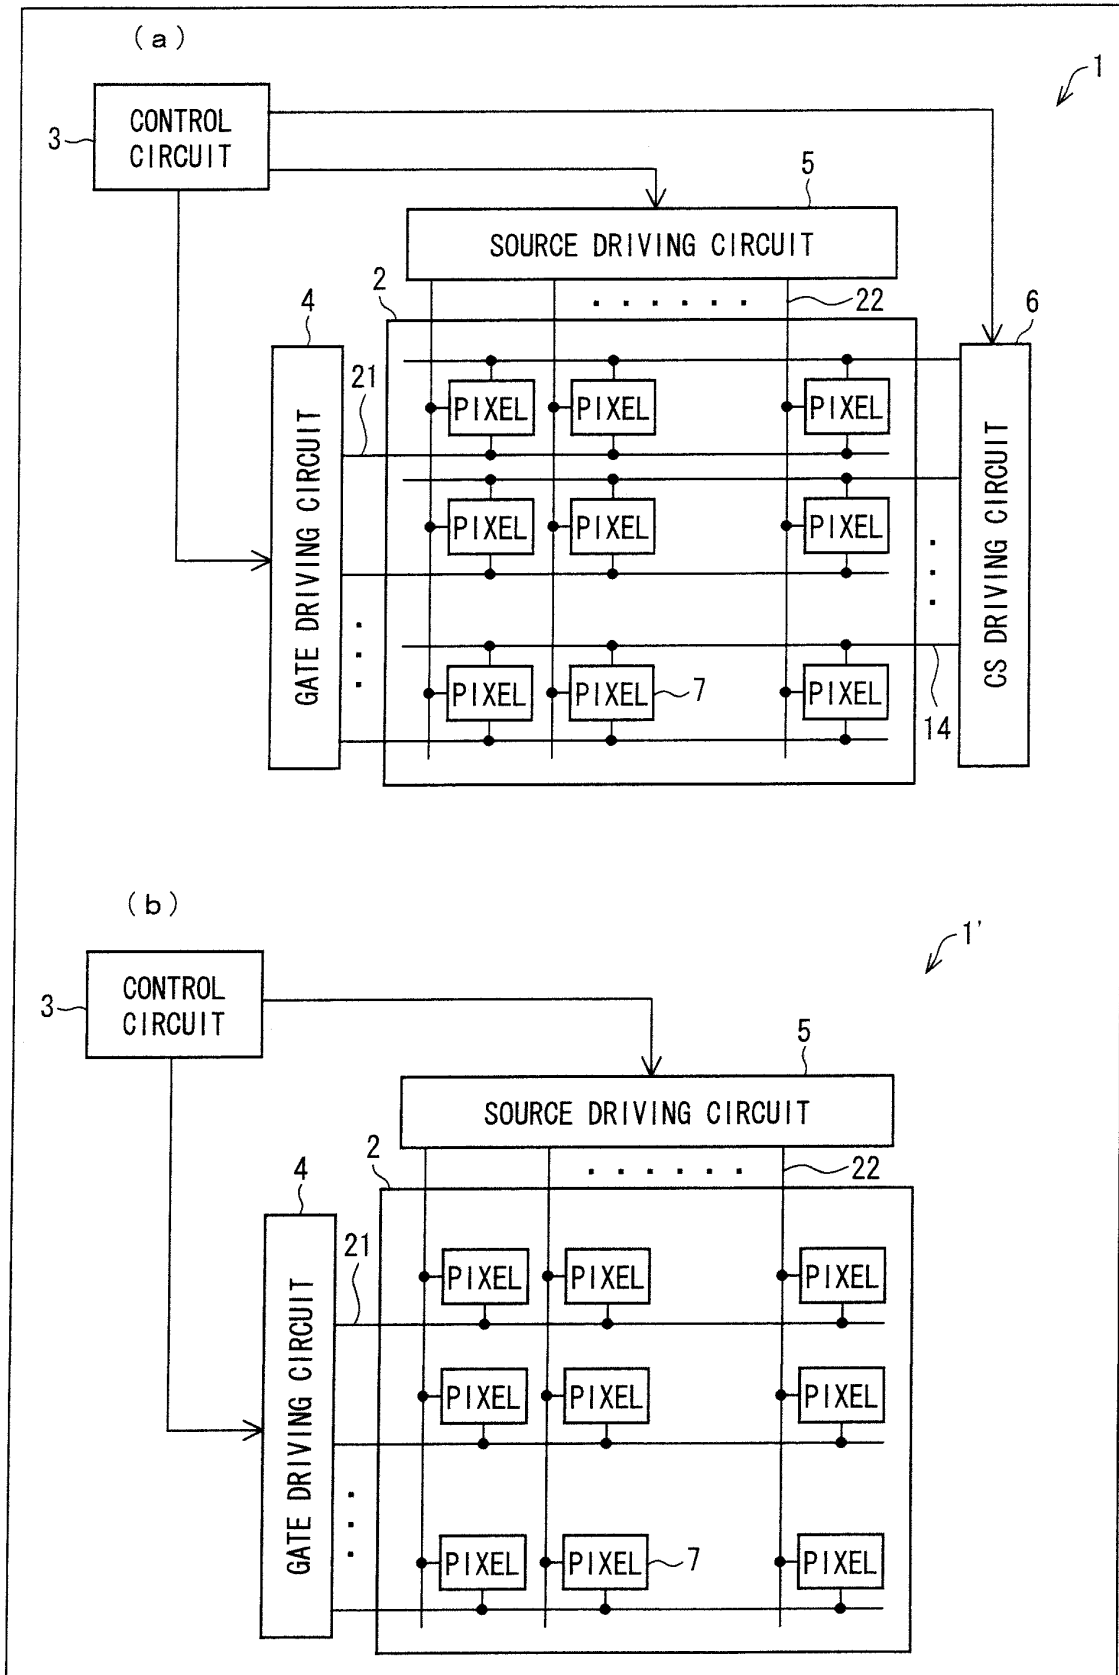 (a)
1
CONTROL
CIRCUIT
3
5
SOURCE DRIVING CIRCUIT
2
22
4
6
21
GATE DRIVING CIRCUIT
CS DRIVING CIRCUIT
PIXEL PIXEL PIXEL
PIXEL PIXEL PIXEL
PIXEL PIXEL 7 PIXEL
14
(b)
1'
CONTROL
CIRCUIT
3
5
SOURCE DRIVING CIRCUIT
2
22
4
21
GATE DRIVING CIRCUIT
PIXEL PIXEL PIXEL
PIXEL PIXEL PIXEL
PIXEL PIXEL 7 PIXEL